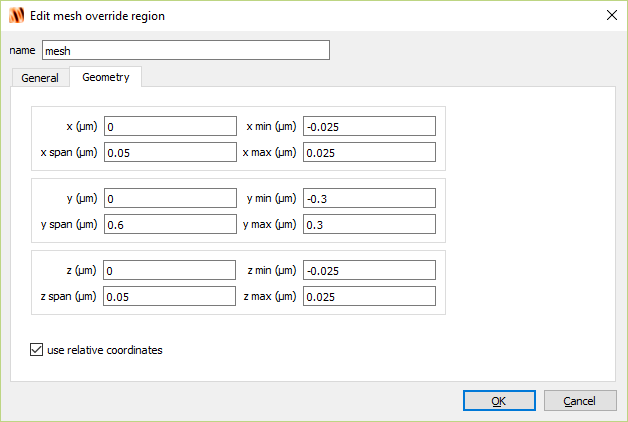 Edit mesh override region
name mesh
General Geometry
x (μm) 0 x min (μm) -0.025
x span (μm) 0.05 x max (μm) 0.025
y (μm) 0 y min (μm) -0.3
y span (μm) 0.6 y max (μm) 0.3
z (μm) 0 z min (μm) -0.025
z span (μm) 0.05 z max (μm) 0.025
use relative coordinates
OK Cancel